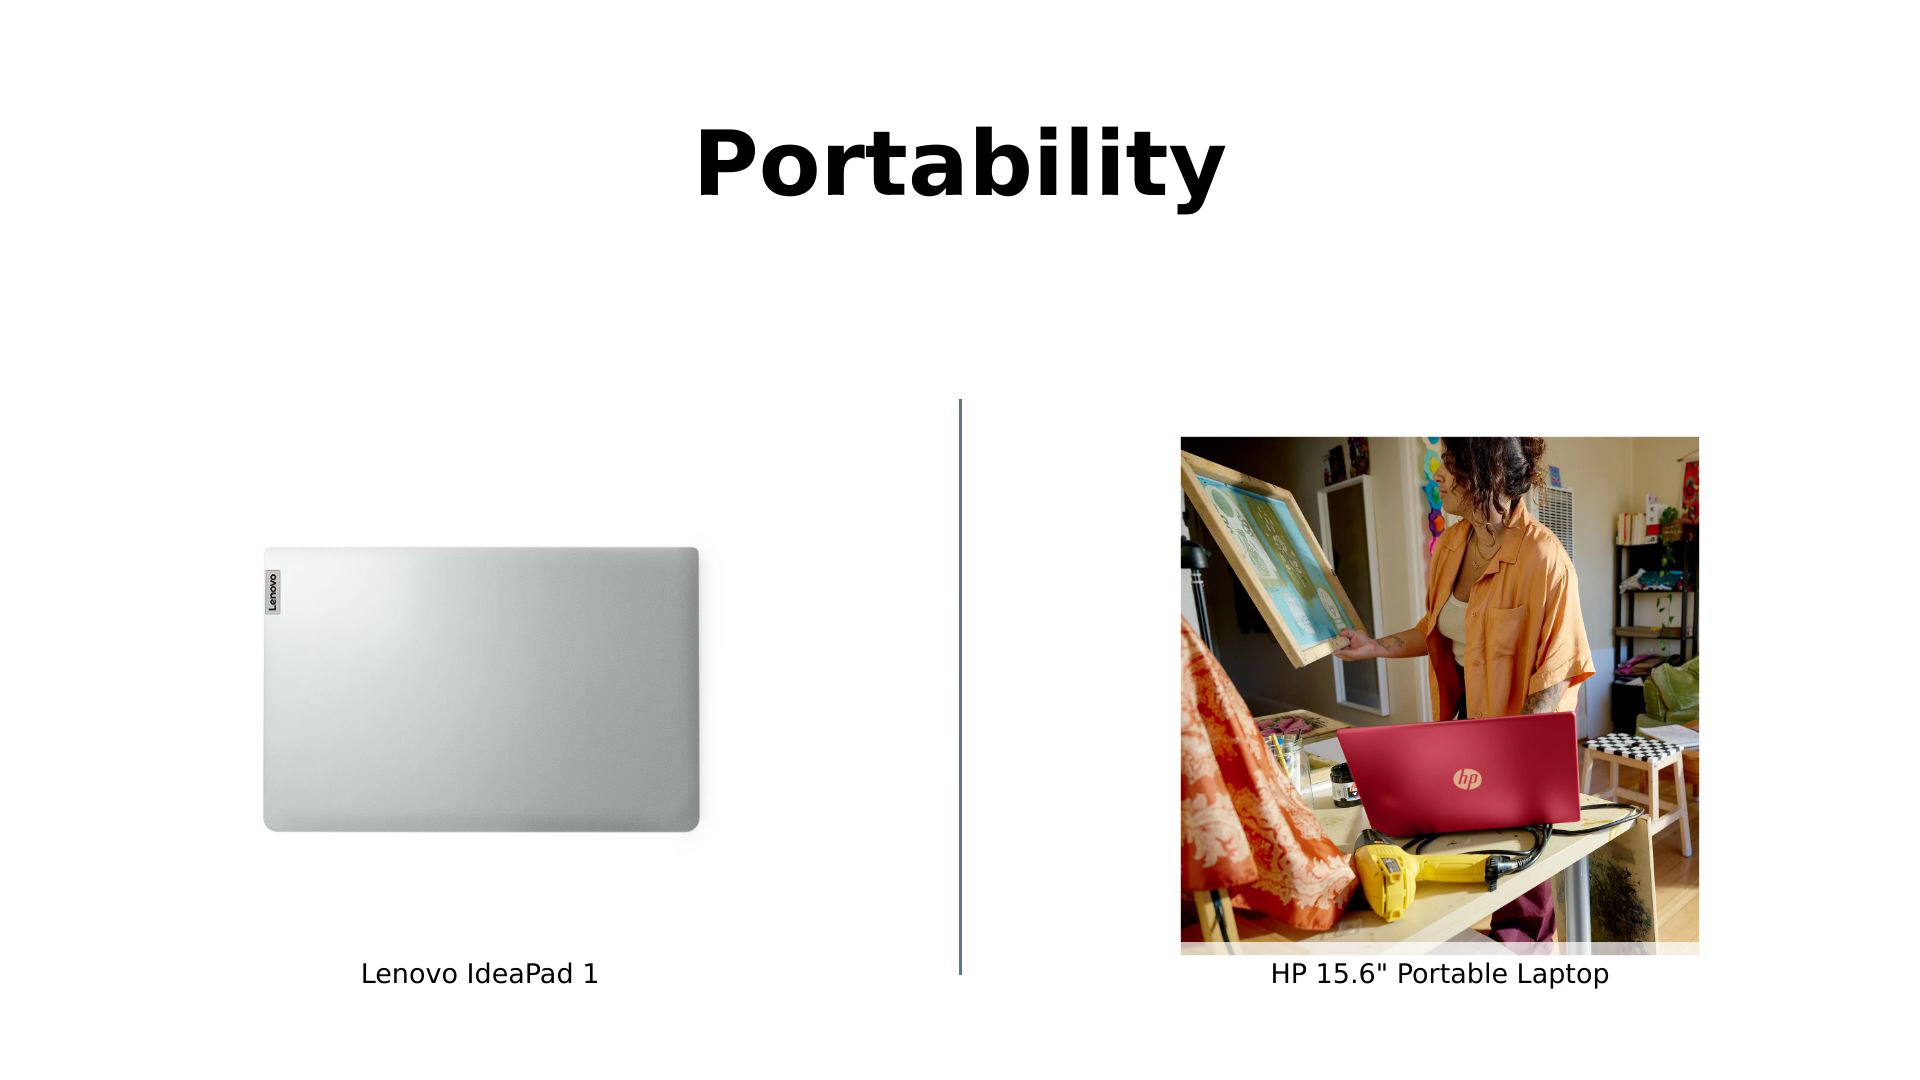 Portability
Lenovo
hp
Lenovo IdeaPad 1
HP 15.6" Portable Laptop